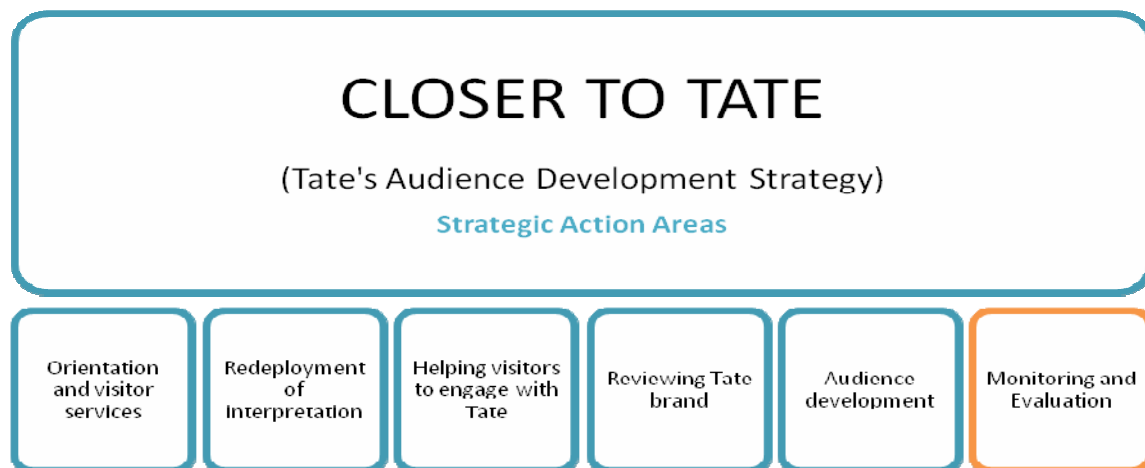 CLOSER TO TATE
(Tate's Audience Development Strategy)
Strategic Action Areas
Orientation
and visitor
services
Redeployment
of
interpretation
Helping visitors
to engage with
Tate
Reviewing Tate
brand
Audience
development
Monitoring and
Evaluation